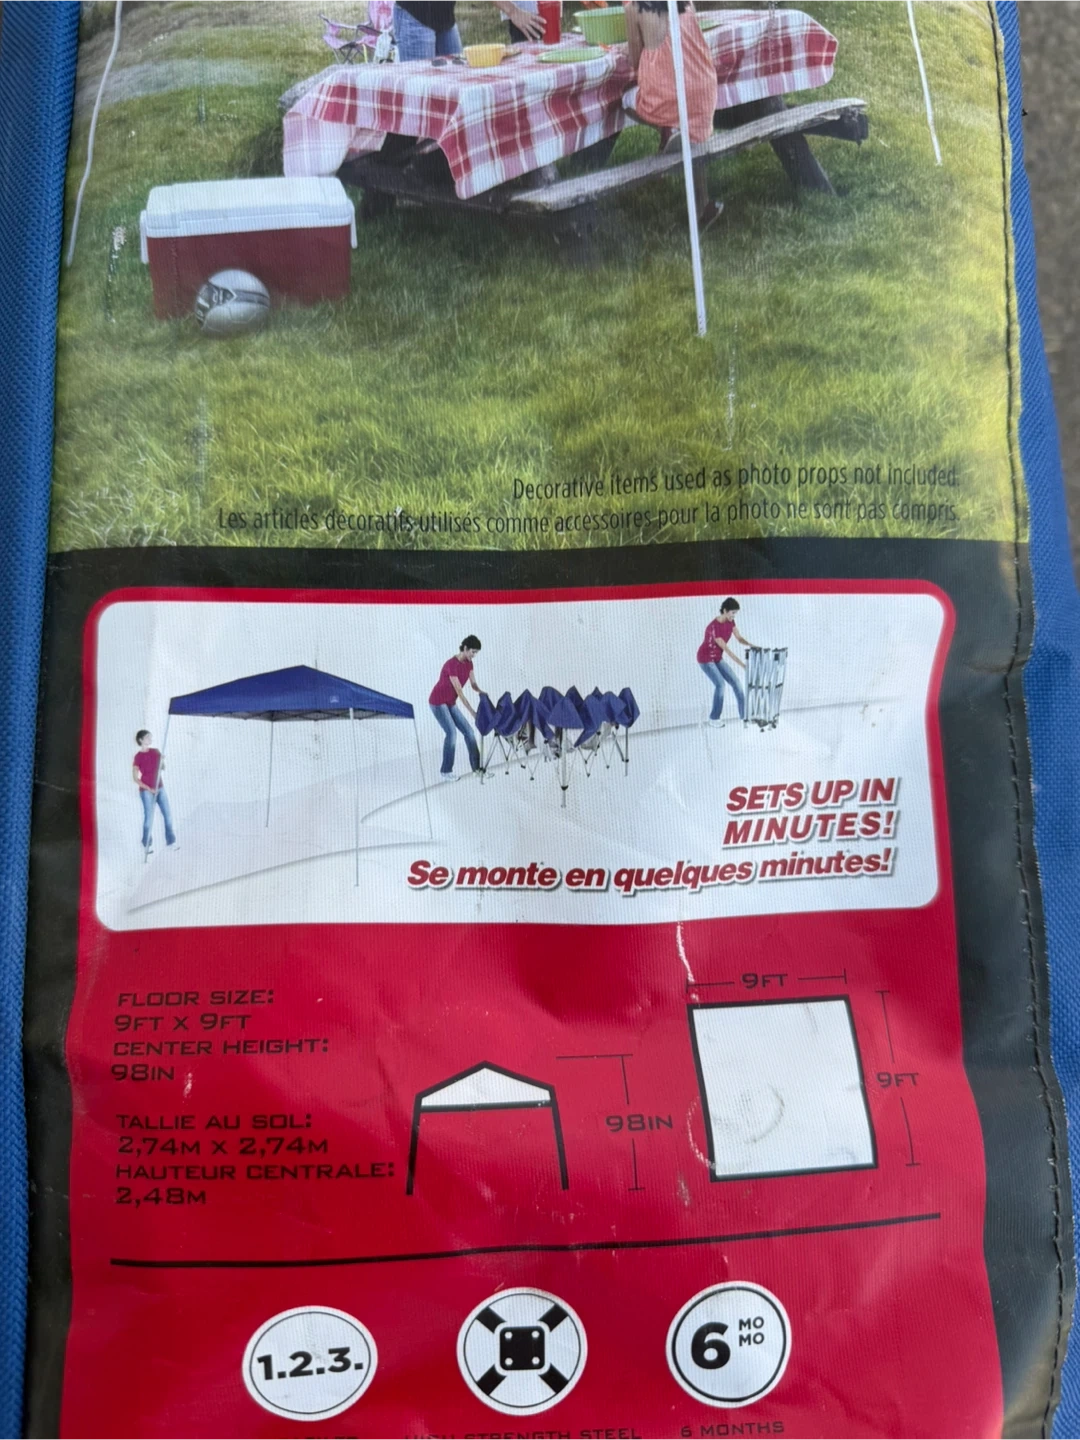 Decorative items used as photo props not included.
Les articles décoratifs utilisés comme accessoires pour la photo ne sont pas compris.
SETS UP IN
MINUTES!
Se monte en quelques minutes!
FLOOR SIZE:
9FT X 9FT
CENTER HEIGHT:
98IN
TALLIE AU SOL:
2,74M X 2,74M
HAUTEUR CENTRALE:
2,48M
98IN
9FT
9FT
1.2.3.
6 MO
MO
HIGH STRENGTH STEEL
6 MONTHS